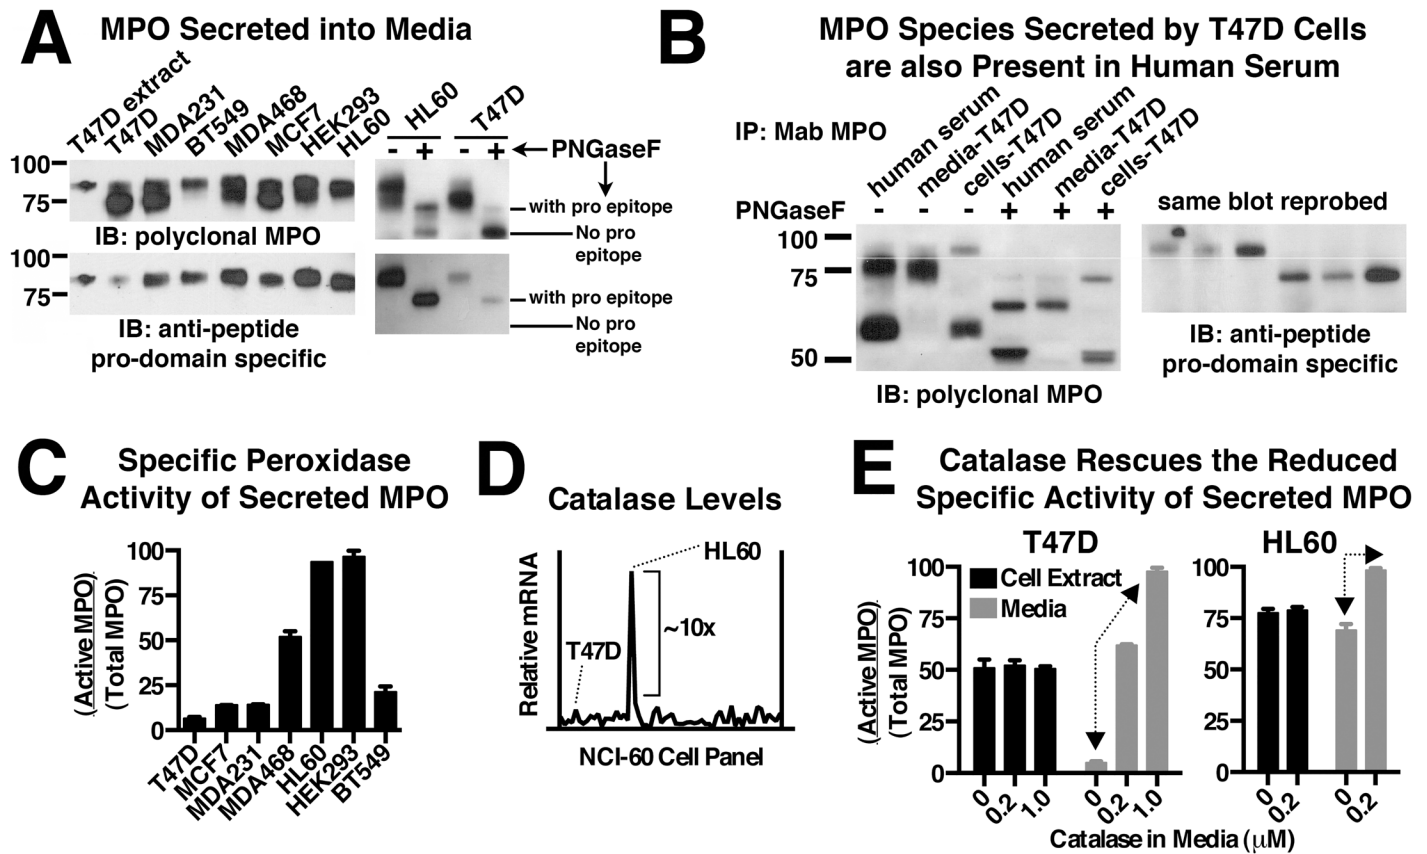 A
MPO Secreted into Media
T47D extract
T47D
MDA231
BT549
MDA468
MCF7
HEK293
HL60
100
75
IB: polyclonal MPO
100
75
IB: anti-peptide
pro-domain specific
HL60
T47D
- + - +
PNGaseF
with pro epitope
No pro
epitope
with pro epitope
No pro
epitope
B
MPO Species Secreted by T47D Cells
are also Present in Human Serum
IP: Mab MPO
human serum
media-T47D
cells-T47D
human serum
media-T47D
cells-T47D
PNGaseF - - - + + +
100
75
50
IB: polyclonal MPO
same blot reprobed
IB: anti-peptide
pro-domain specific
C
Specific Peroxidase
Activity of Secreted MPO
(Active MPO)
(Total MPO)
100
75
50
25
0
T47D
MCF7
MDA231
MDA468
HL60
HEK293
BT549
D
Catalase Levels
Relative mRNA
HL60
~10x
T47D
NCI-60 Cell Panel
E
Catalase Rescues the Reduced
Specific Activity of Secreted MPO
T47D
Cell Extract
Media
(Active MPO)
(Total MPO)
100
75
50
25
0
0
0.2
1.0
0
0.2
1.0
HL60
100
75
50
25
0
0
0.2
0
0.2
Catalase in Media (μM)